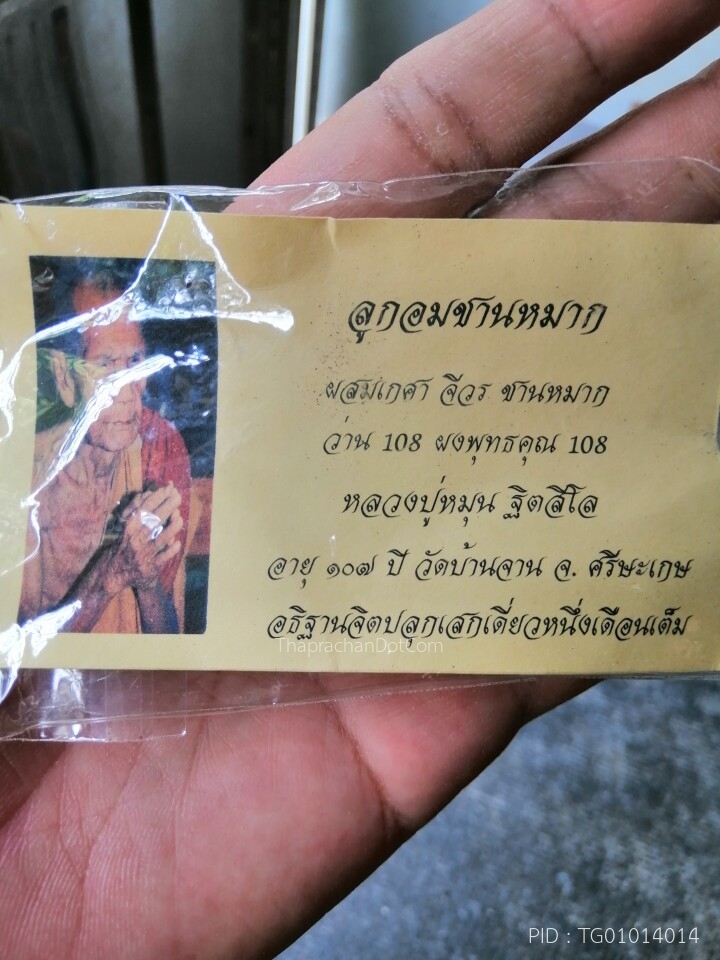 ลูกอมชานหมาก
ผสมเกศา จีวร ชานหมาก
ว่าน 108 ผงพุทธคุณ 108
หลวงปู่หมุน ฐิตสีโล
อายุ ๑๐๗ ปี วัดบ้านจาน จ. ศรีษะเกษ
อธิฐานจิตปลุกเสกเดี่ยวหนึ่งเดือนเต็ม
ThaprachanDotCom
PID : TG01014014